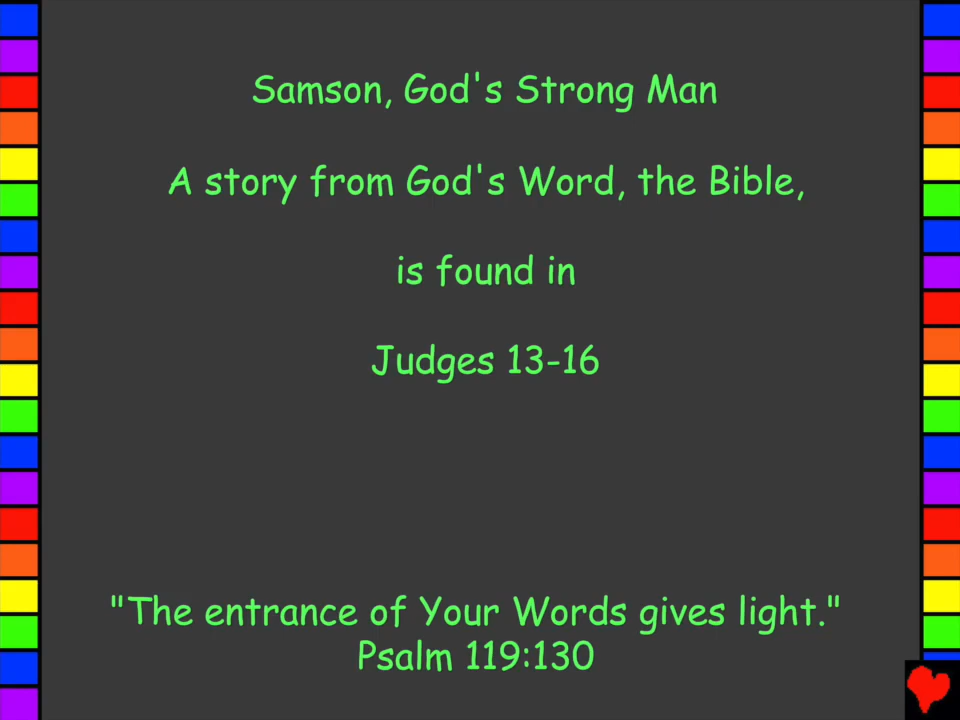 Samson, God's Strong Man
A story from God's Word, the Bible,
is found in
Judges 13-16
"The entrance of Your Words gives light."
Psalm 119:130